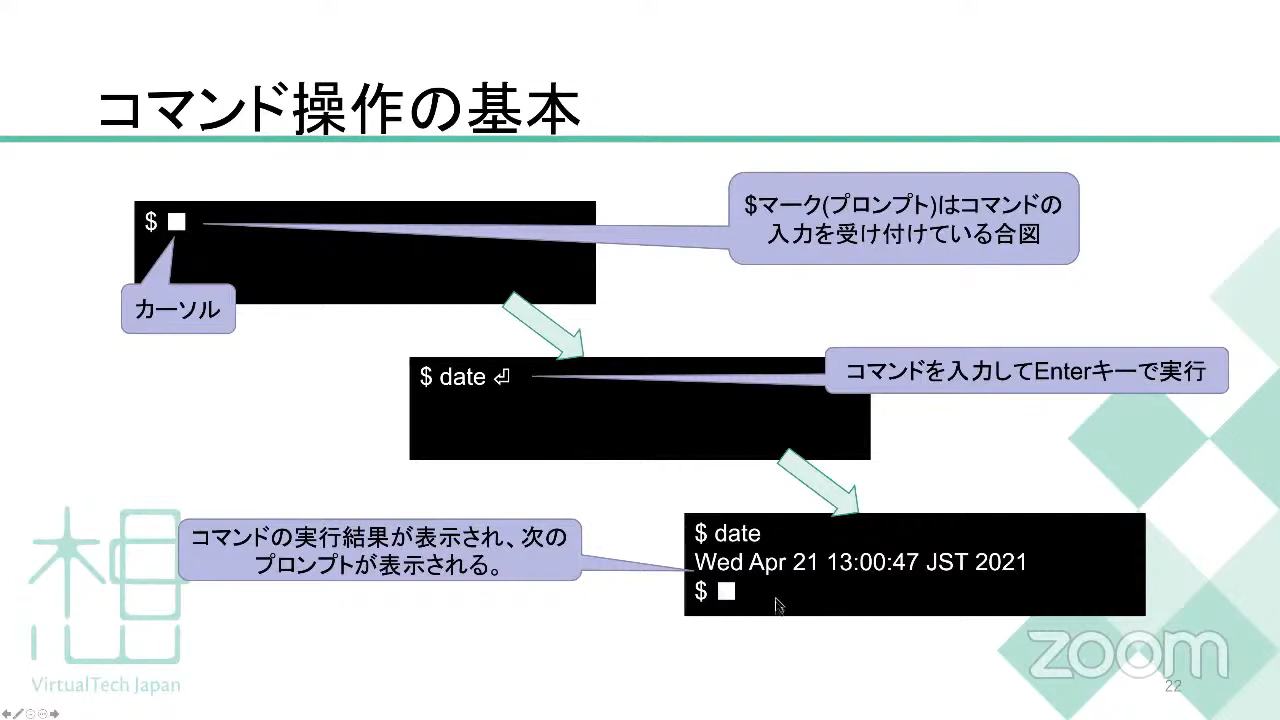 コマンド操作の基本
$
$マーク(プロンプト)はコマンドの
入力を受け付けている合図
カーソル
$ date ⏎
コマンドを入力してEnterキーで実行
コマンドの実行結果が表示され、次の
プロンプトが表示される。
$ date
Wed Apr 21 13:00:47 JST 2021
$
想
VirtualTech Japan
zoom
22